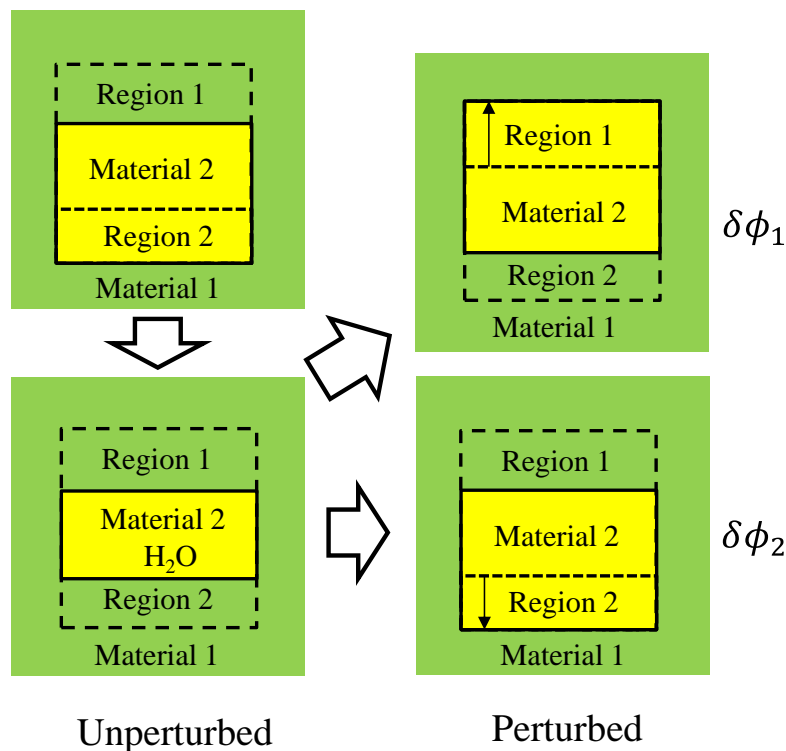 Region 1
Material 2
Region 2
Material 1
Region 1
Material 2
Region 2
Material 1
δϕ₁
Region 1
Material 2
H₂O
Region 2
Material 1
Region 1
Material 2
Region 2
Material 1
δϕ₂
Unperturbed
Perturbed